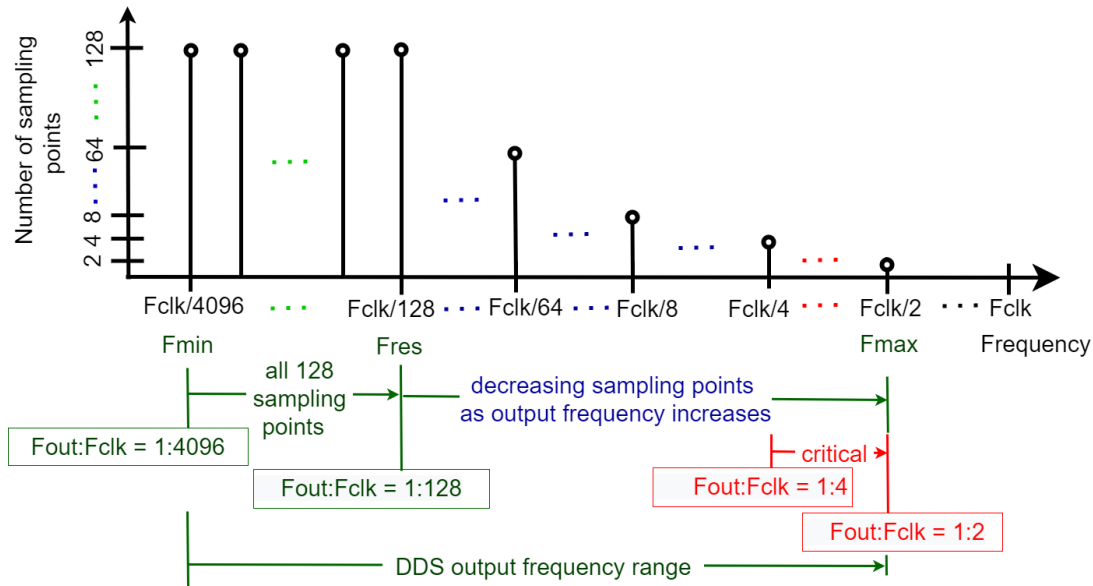 Number of sampling
points
128
64
8
4
2
Fclk/4096
Fclk/128
Fclk/64
Fclk/8
Fclk/4
Fclk/2
Fclk
Fmin
Fres
Fmax
Frequency
all 128
sampling
points
decreasing sampling points
as output frequency increases
Fout:Fclk = 1:4096
critical
Fout:Fclk = 1:128
Fout:Fclk = 1:4
Fout:Fclk = 1:2
DDS output frequency range